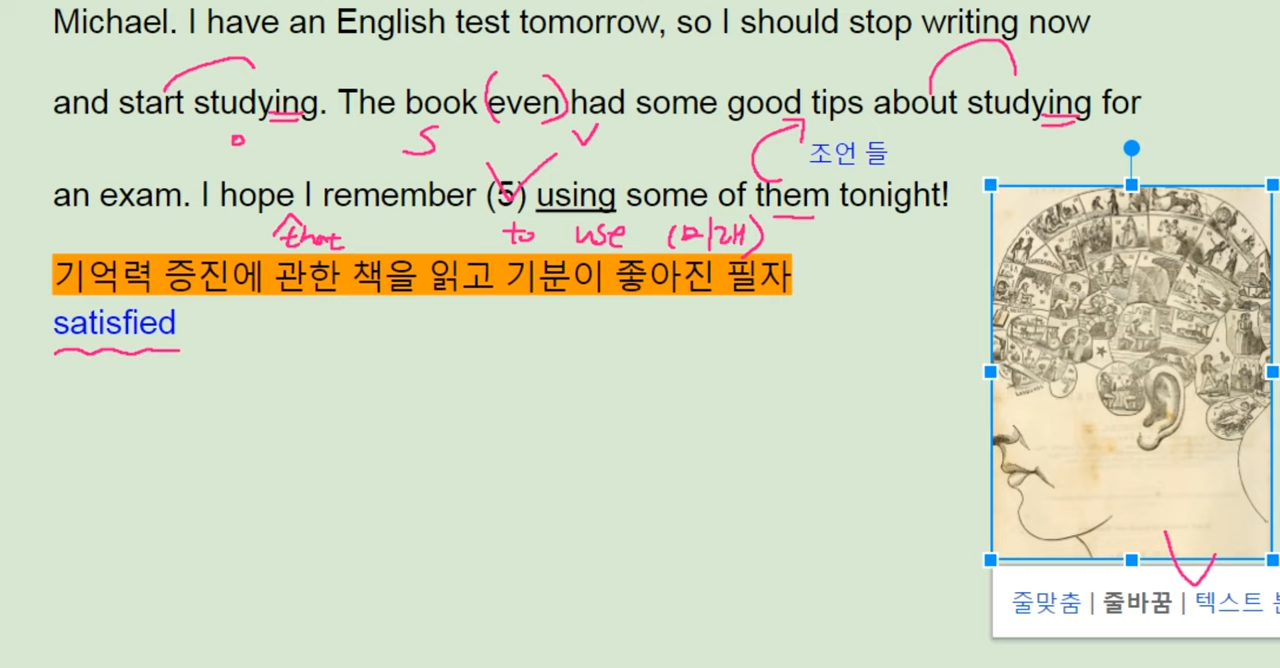 Michael. I have an English test tomorrow, so I should stop writing now
and start studying. The book (even) had some good tips about studying for
S V 조언 들
an exam. I hope I remember (5) using some of them tonight!
that to use (미래)
기억력 증진에 관한 책을 읽고 기분이 좋아진 필자
satisfied
줄맞춤 | 줄바꿈 | 텍스트